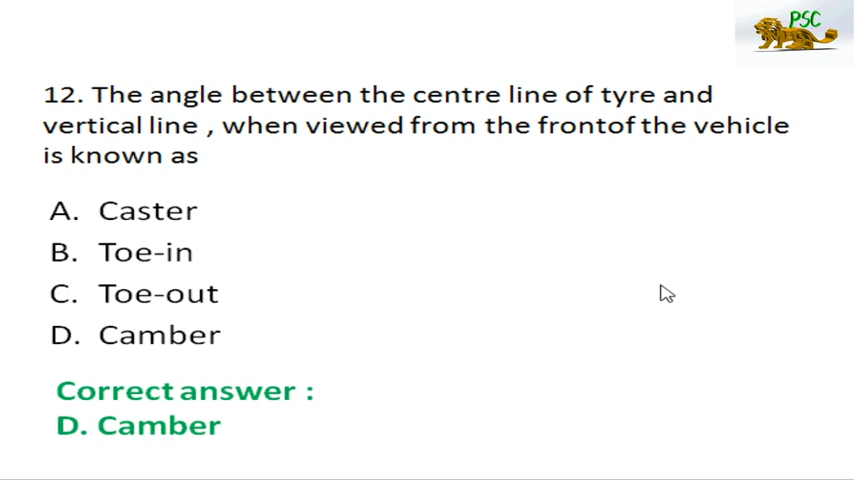 PSC
12. The angle between the centre line of tyre and
vertical line , when viewed from the frontof the vehicle
is known as
A. Caster
B. Toe-in
C. Toe-out
D. Camber
Correct answer :
D. Camber